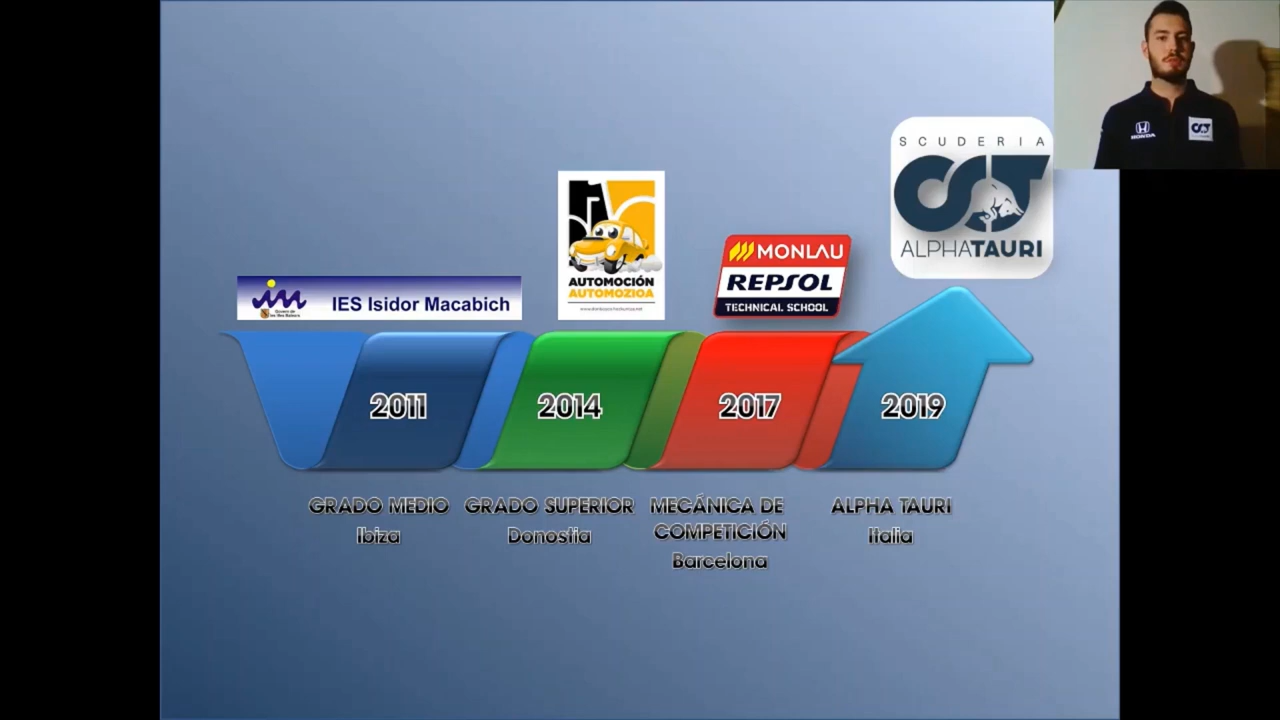 SCUDERIA
ALPHATAURI
HONDA
IES Isidor Macabich
AUTOMOCIÓN
AUTOMOZIOA
MONLAU
REPSOL
TECHNICAL SCHOOL
2011
2014
2017
2019
GRADO MEDIO
Ibiza
GRADO SUPERIOR
Donostia
MECÁNICA DE
COMPETICIÓN
Barcelona
ALPHA TAURI
Italia